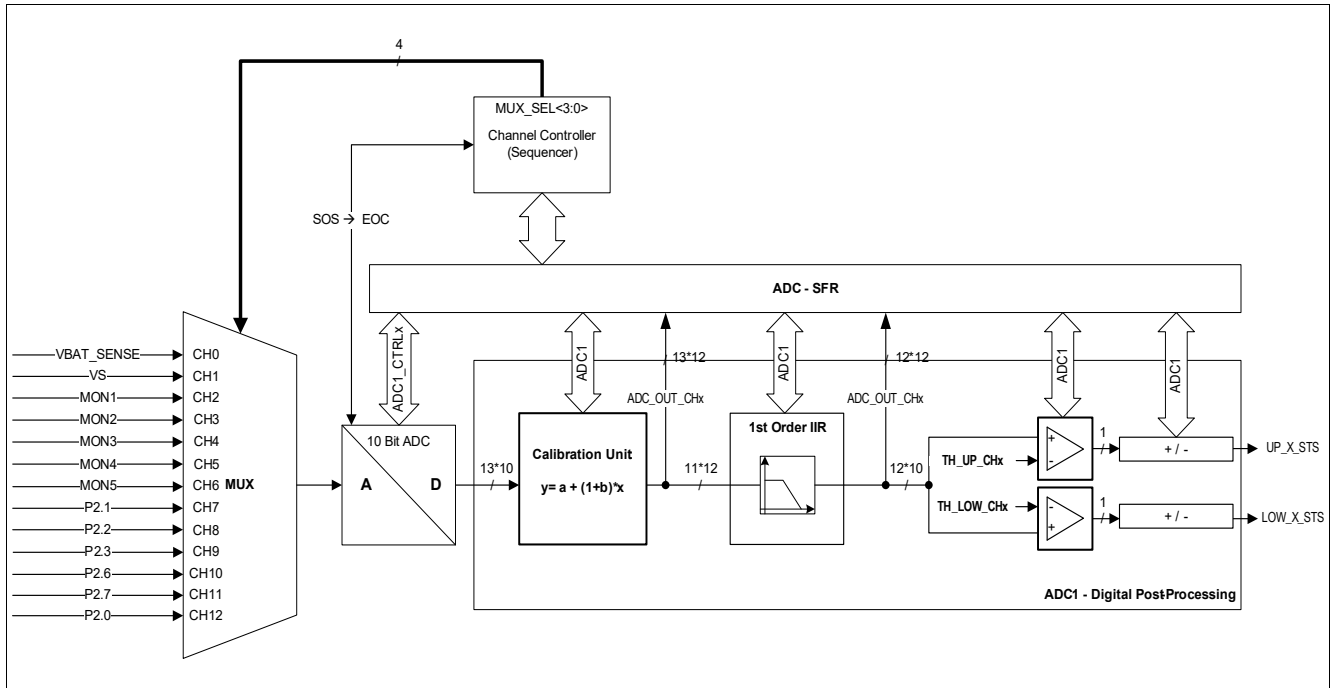 4
MUX_SEL<3:0>
Channel Controller
(Sequencer)
SOS → EOC
ADC - SFR
VBAT_SENSE CH0
VS CH1
MON1 CH2
MON2 CH3
MON3 CH4
MON4 CH5
MON5 CH6
MUX
P2.1 CH7
P2.2 CH8
P2.3 CH9
P2.6 CH10
P2.7 CH11
P2.0 CH12
ADC1_CTRLx
10 Bit ADC
A
D
13*10
ADC1
Calibration Unit
y= a + (1+b)*x
13*12
ADC_OUT_CHx
11*12
ADC1
1st Order IIR
12*12
ADC_OUT_CHx
12*10
ADC1
ADC1
TH_UP_CHx
+
-
1
+ / -
UP_X_STS
TH_LOW_CHx
-
+
1
+ / -
LOW_X_STS
ADC1 - Digital PostProcessing